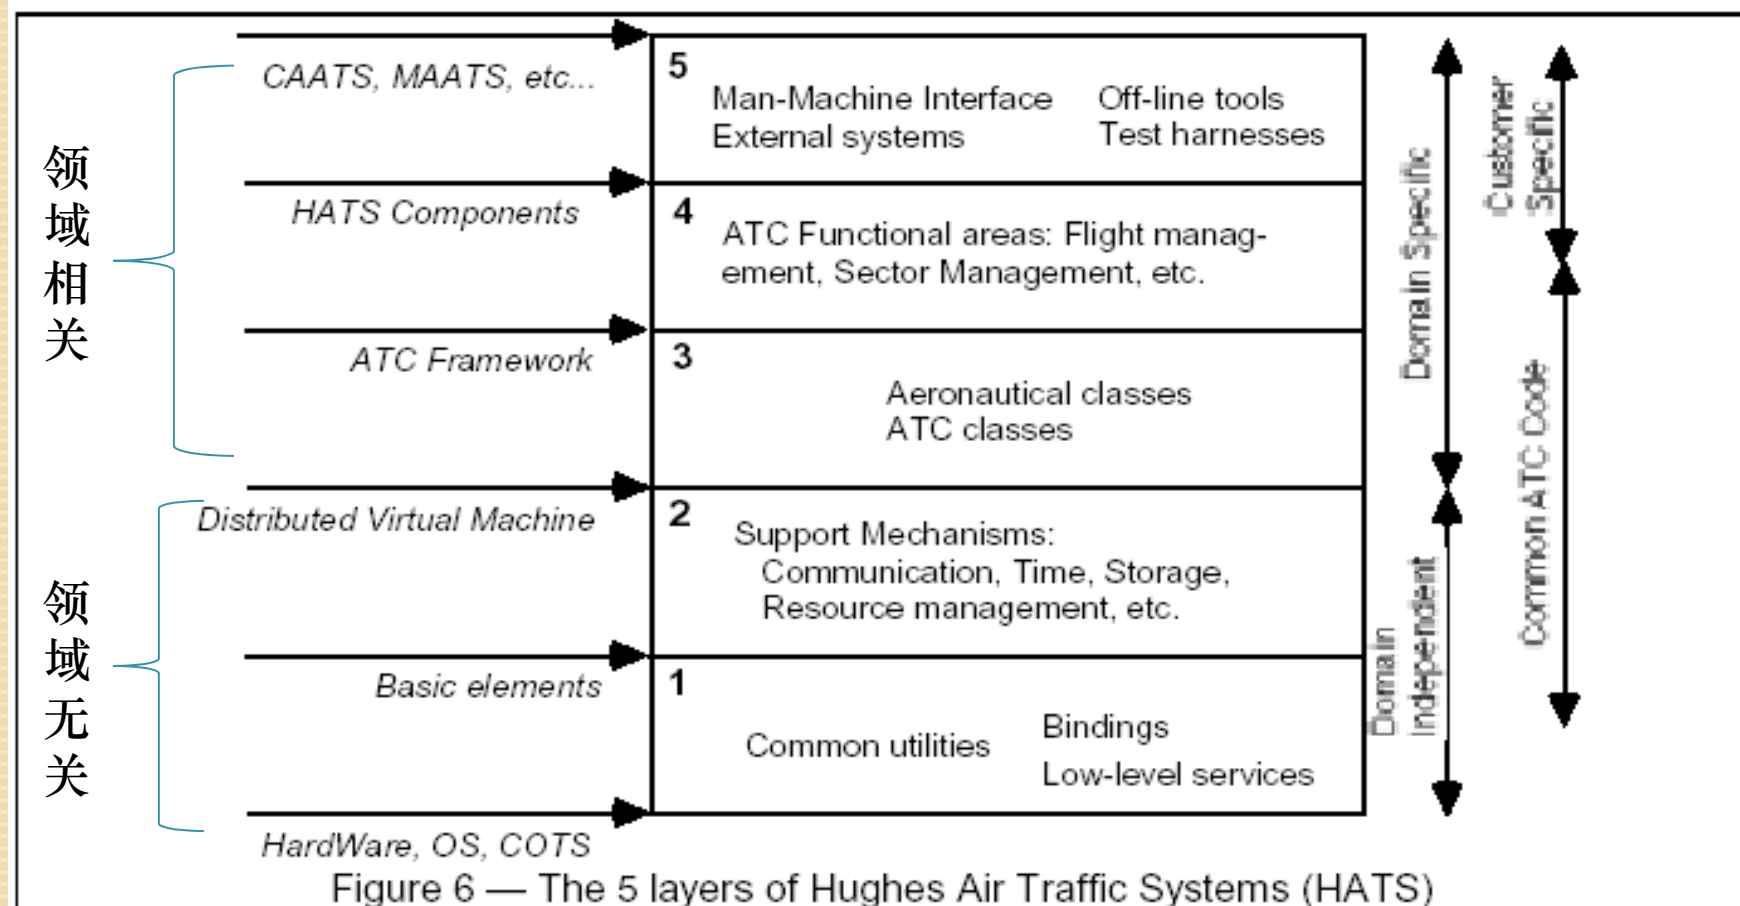 领域相关
领域无关
CAATS, MAATS, etc...
HATS Components
ATC Framework
Distributed Virtual Machine
Basic elements
HardWare, OS, COTS
5
Man-Machine Interface
External systems
Off-line tools
Test harnesses
4
ATC Functional areas: Flight manag-
ement, Sector Management, etc.
3
Aeronautical classes
ATC classes
2
Support Mechanisms:
Communication, Time, Storage,
Resource management, etc.
1
Common utilities
Bindings
Low-level services
Domain Specific
Domain
Independent
Customer
Specific
Common ATC Code
Figure 6 — The 5 layers of Hughes Air Traffic Systems (HATS)